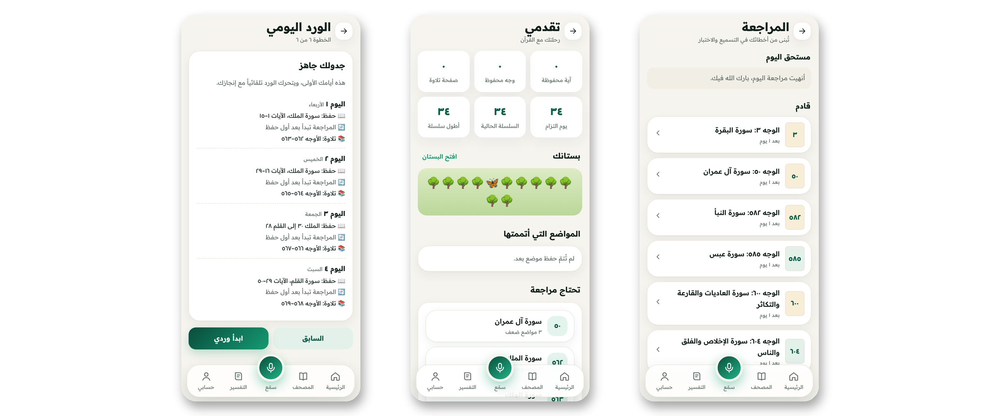 الورد اليومي
الخطوة ٦ من ٦
جدولك جاهز
هذه أيامك الأولى، ويتحرك الورد تلقائياً مع إنجازك.
اليوم ١ الأربعاء
حفظ: سورة الملك، الآيات ١–١٥
المراجعة تبدأ بعد أول حفظ
تلاوة: الأوجه ٥٦٢–٥٦٣
اليوم ٢ الخميس
حفظ: سورة الملك، الآيات ١٦–٢٩
المراجعة تبدأ بعد أول حفظ
تلاوة: الأوجه ٥٦٤–٥٦٥
اليوم ٣ الجمعة
حفظ: الملك ٣٠ إلى القلم ٢٨
المراجعة تبدأ بعد أول حفظ
تلاوة: الأوجه ٥٦٦–٥٦٧
اليوم ٤ السبت
حفظ: سورة القلم، الآيات ٢٩–٥٠
المراجعة تبدأ بعد أول حفظ
تلاوة: الأوجه ٥٦٨–٥٦٩
السابق
ابدأ وردي
الرئيسية
المصحف
سمّع
التفسير
حسابي
تقدمي
رحلتك مع القرآن
٠
آية محفوظة
٠
وجه محفوظ
٠
صفحة تلاوة
٣٤
يوم التزام
٣٤
السلسلة الحالية
٣٤
أطول سلسلة
بستانك
افتح البستان
المواضع التي أتممتها
لم تُتمّ حفظ موضع بعد.
تحتاج مراجعة
٥٠
سورة آل عمران
٣ مواضع ضعف
٥٦٢
سورة الملك
٥٦٣
سورة الملك
الرئيسية
المصحف
سمّع
التفسير
حسابي
المراجعة
تُبنى من أخطائك في التسميع والاختبار
مستحق اليوم
أنهيت مراجعة اليوم، بارك الله فيك.
قادم
٣
الوجه ٣: سورة البقرة
بعد ١ يوم
٥٠
الوجه ٥٠: سورة آل عمران
بعد ١ يوم
٥٨٢
الوجه ٥٨٢: سورة النبأ
بعد ١ يوم
٥٨٥
الوجه ٥٨٥: سورة عبس
بعد ١ يوم
٦٠٠
الوجه ٦٠٠: سورة العاديات والقارعة
والتكاثر
بعد ١ يوم
٦٠٤
الوجه ٦٠٤: سورة الإخلاص والفلق
والناس
بعد ١ يوم
الرئيسية
المصحف
سمّع
التفسير
حسابي